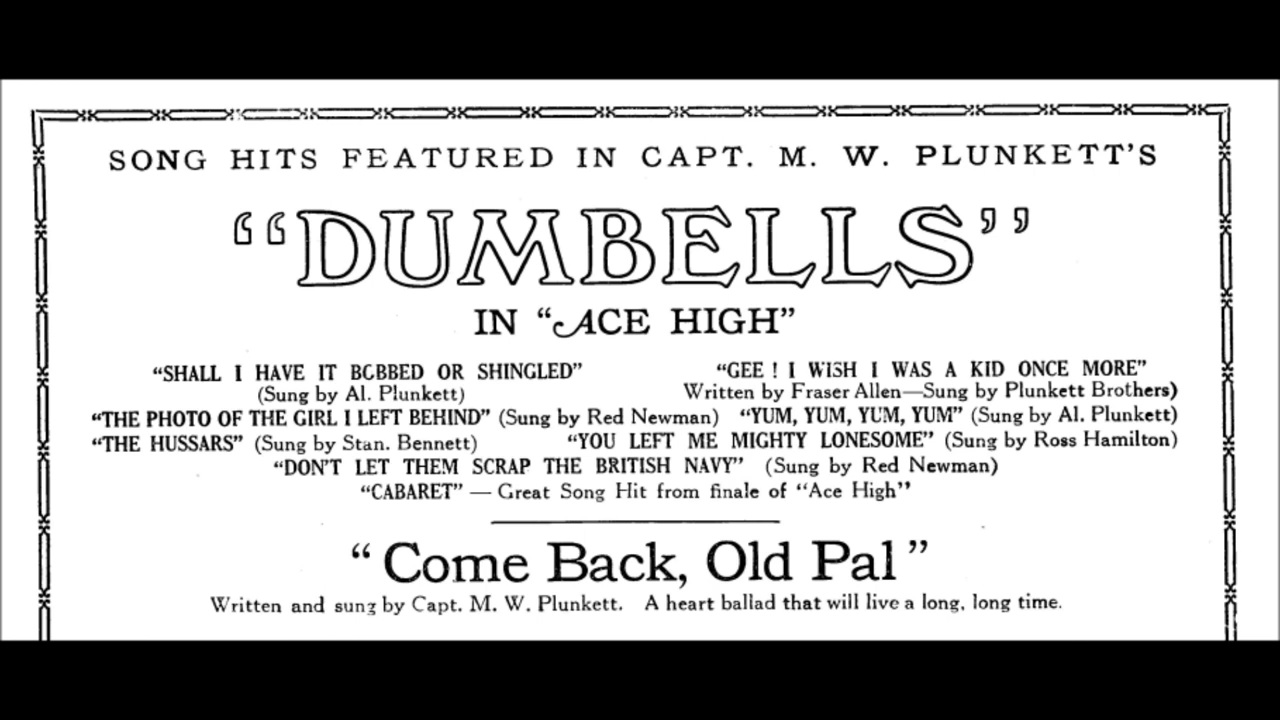 SONG HITS FEATURED IN CAPT. M. W. PLUNKETT'S
“DUMBELLS”
IN “ACE HIGH”
“SHALL I HAVE IT BOBBED OR SHINGLED” “GEE ! I WISH I WAS A KID ONCE MORE”
(Sung by Al. Plunkett) Written by Fraser Allen—Sung by Plunkett Brothers)
“THE PHOTO OF THE GIRL I LEFT BEHIND” (Sung by Red Newman) “YUM, YUM, YUM, YUM” (Sung by Al. Plunkett)
“THE HUSSARS” (Sung by Stan. Bennett) “YOU LEFT ME MIGHTY LONESOME” (Sung by Ross Hamilton)
“DON'T LET THEM SCRAP THE BRITISH NAVY” (Sung by Red Newman)
“CABARET” — Great Song Hit from finale of “Ace High”
“Come Back, Old Pal”
Written and sung by Capt. M. W. Plunkett. A heart ballad that will live a long, long time.